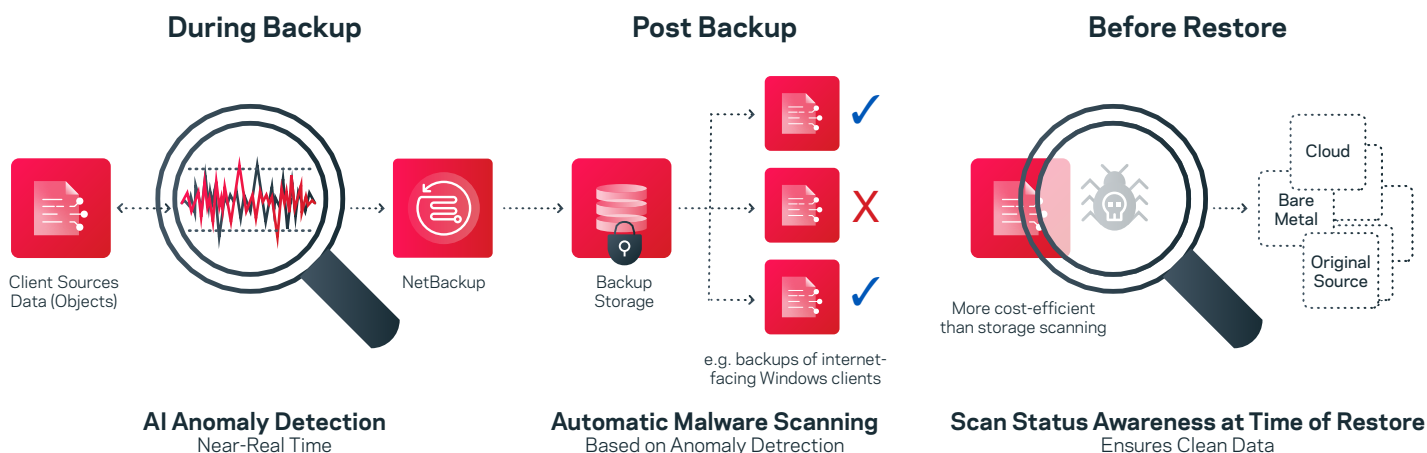 During Backup
Post Backup
Before Restore
Client Sources
Data (Objects)
NetBackup
Backup
Storage
X
e.g. backups of internet-
facing Windows clients
More cost-efficient
than storage scanning
Cloud
Bare
Metal
Original
Source
AI Anomaly Detection
Near-Real Time
Automatic Malware Scanning
Based on Anomaly Detrection
Scan Status Awareness at Time of Restore
Ensures Clean Data